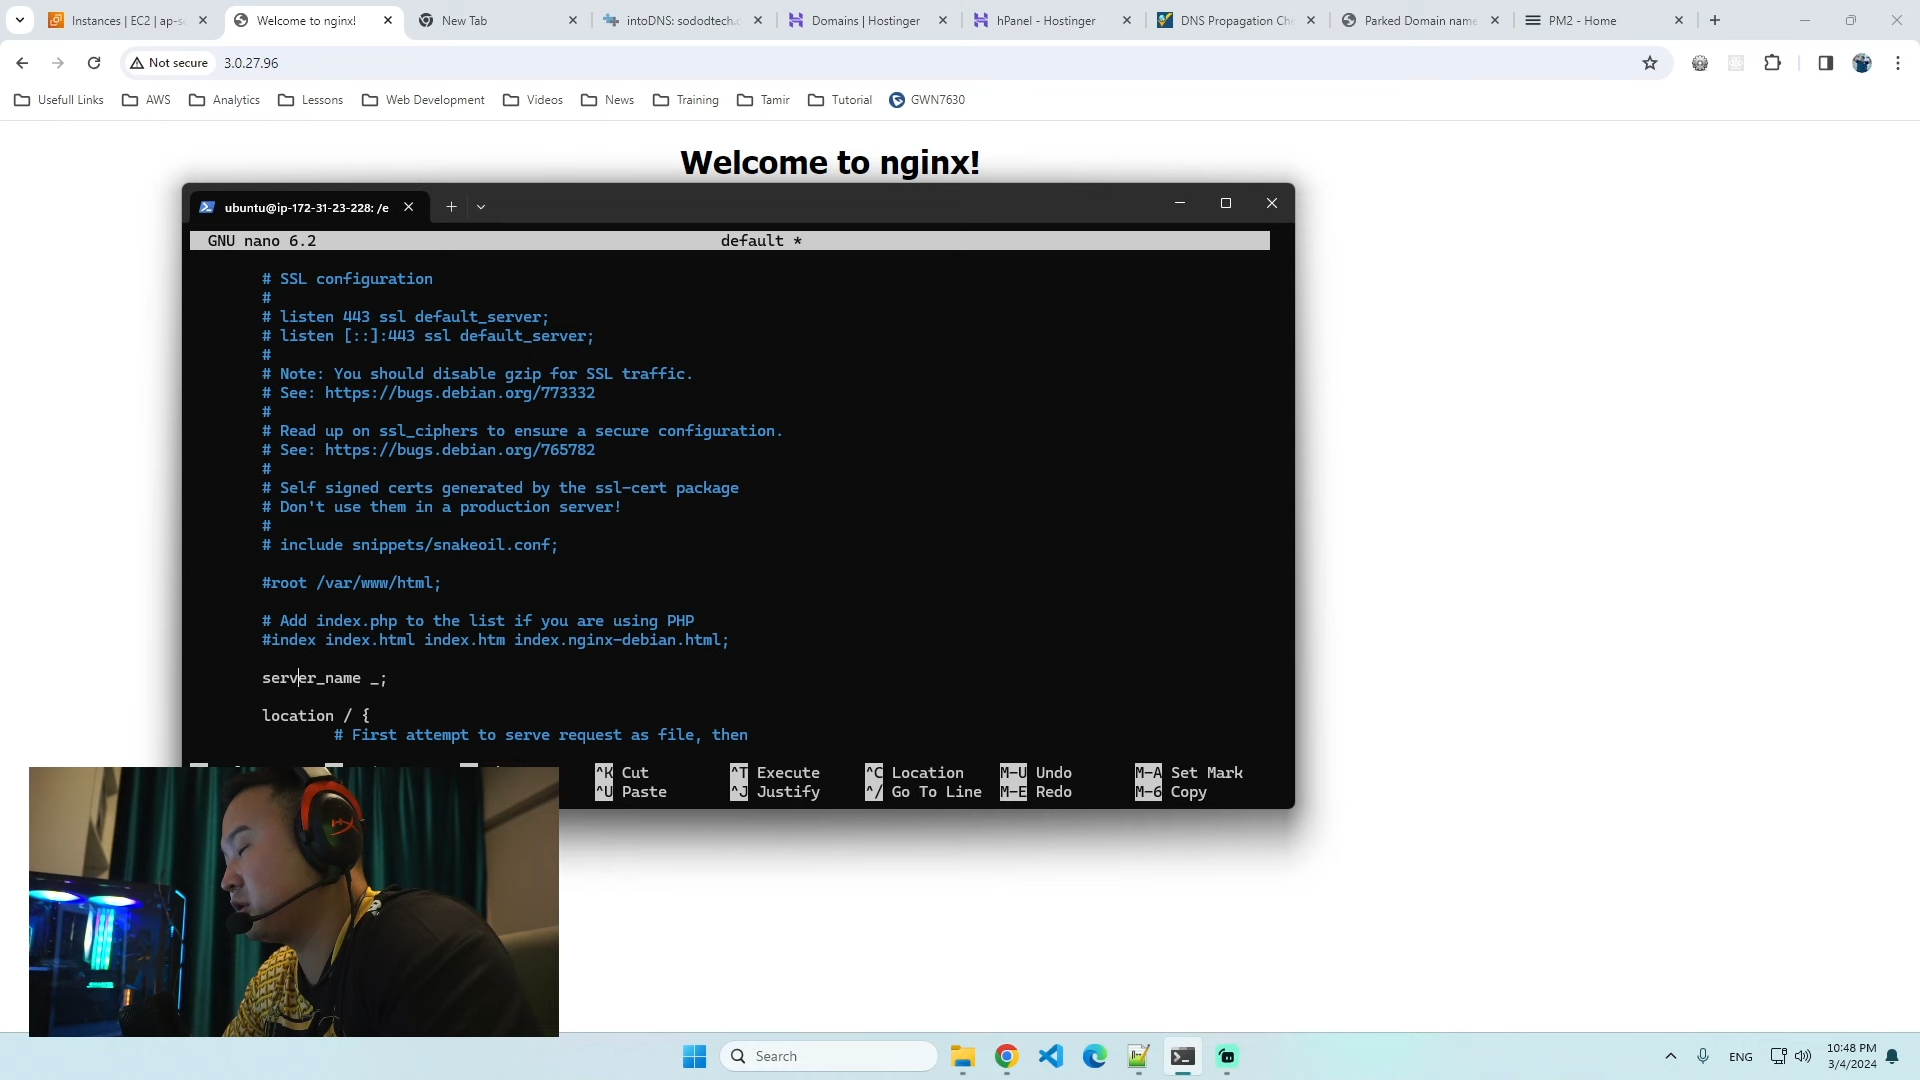 Instances | EC2 | ap-so
Welcome to nginx!
New Tab
intoDNS: sododtech.c
Domains | Hostinger
hPanel - Hostinger
DNS Propagation Che
Parked Domain name
PM2 - Home
Not secure
3.0.27.96
Usefull Links
AWS
Analytics
Lessons
Web Development
Videos
News
Training
Tamir
Tutorial
GWN7630
Welcome to nginx!
ubuntu@ip-172-31-23-228: /e
GNU nano 6.2
default *
# SSL configuration
#
# listen 443 ssl default_server;
# listen [::]:443 ssl default_server;
#
# Note: You should disable gzip for SSL traffic.
# See: https://bugs.debian.org/773332
#
# Read up on ssl_ciphers to ensure a secure configuration.
# See: https://bugs.debian.org/765782
#
# Self signed certs generated by the ssl-cert package
# Don't use them in a production server!
#
# include snippets/snakeoil.conf;
#root /var/www/html;
# Add index.php to the list if you are using PHP
#index index.html index.htm index.nginx-debian.html;
server_name _;
location / {
# First attempt to serve request as file, then
^K Cut
^T Execute
^C Location
M-U Undo
M-A Set Mark
^U Paste
^J Justify
^/ Go To Line
M-E Redo
M-6 Copy
Search
ENG
10:48 PM
3/4/2024